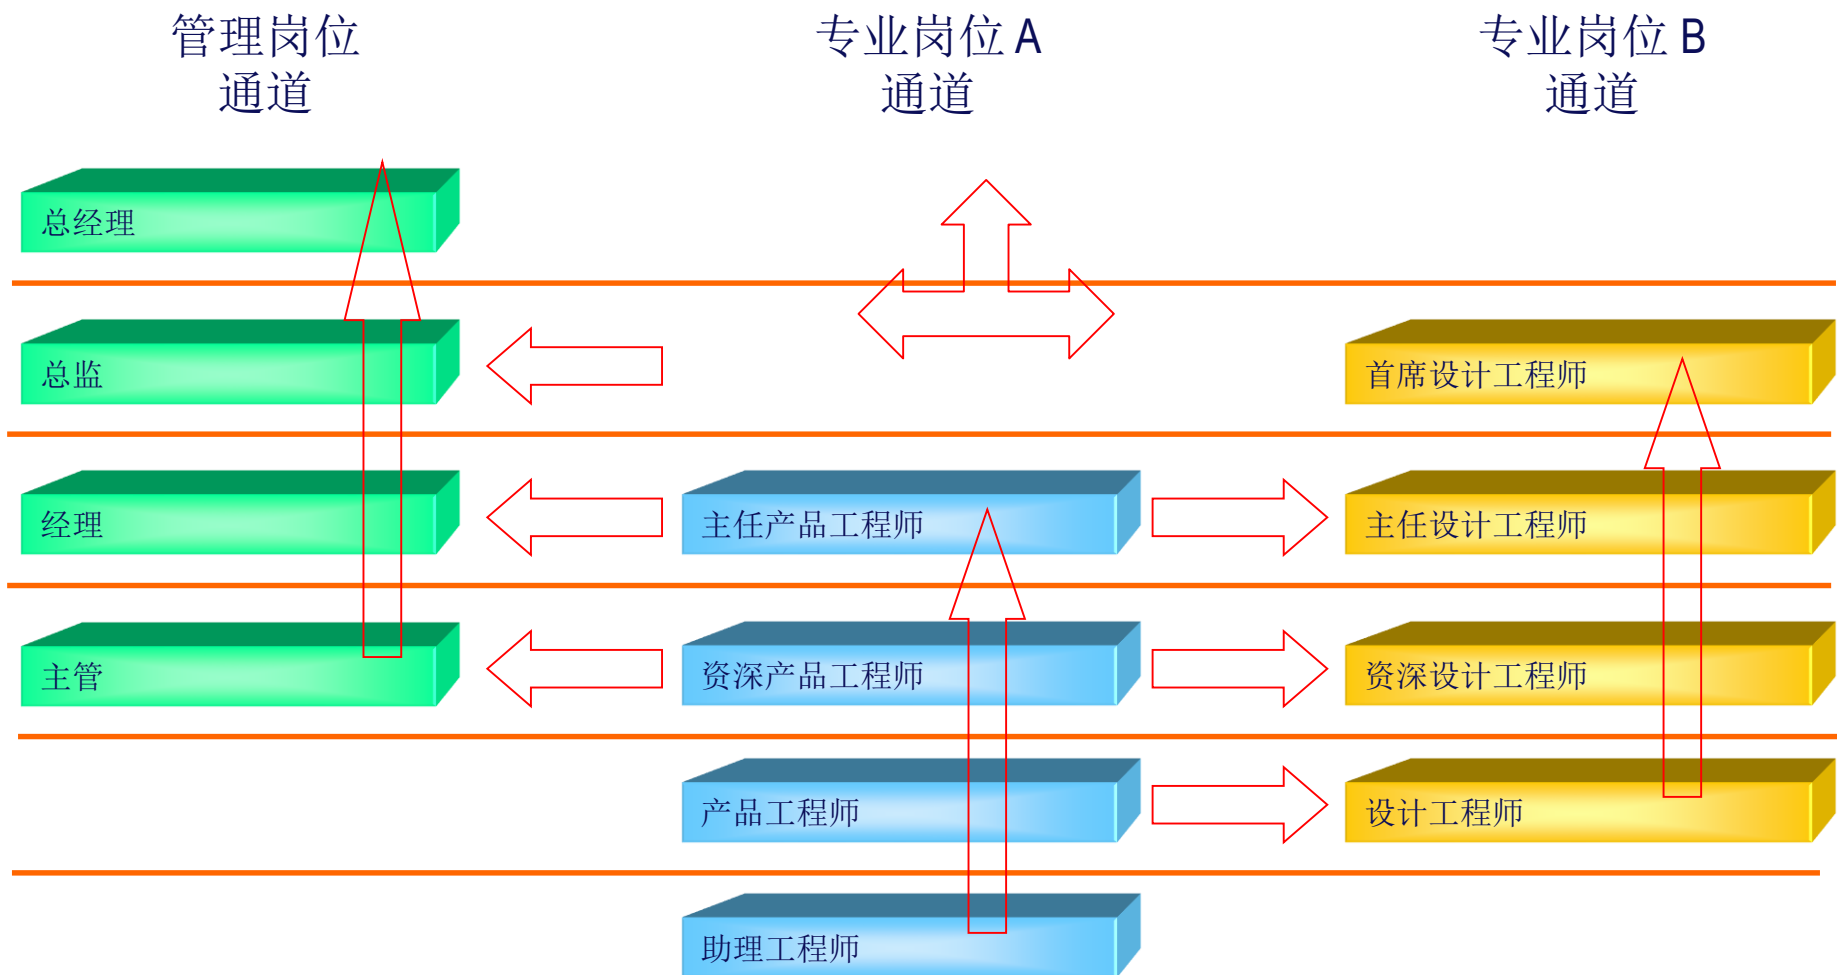 管理岗位
通道
专业岗位 A
通道
专业岗位 B
通道
总经理
总监
首席设计工程师
经理
主任产品工程师
主任设计工程师
主管
资深产品工程师
资深设计工程师
产品工程师
设计工程师
助理工程师